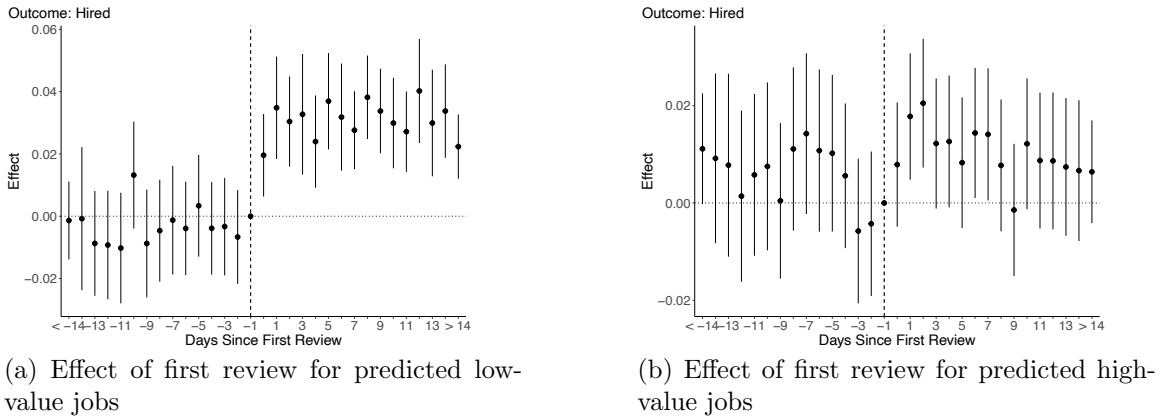 Outcome: Hired
0.06
0.04
0.02
0.00
−0.02
Effect
< −14−13 −11 −9 −7 −5 −3 −1 1 3 5 7 9 11 13 > 14
Days Since First Review
(a) Effect of first review for predicted low-
value jobs
Outcome: Hired
0.02
0.00
−0.02
Effect
< −14−13 −11 −9 −7 −5 −3 −1 1 3 5 7 9 11 13 > 14
Days Since First Review
(b) Effect of first review for predicted high-
value jobs